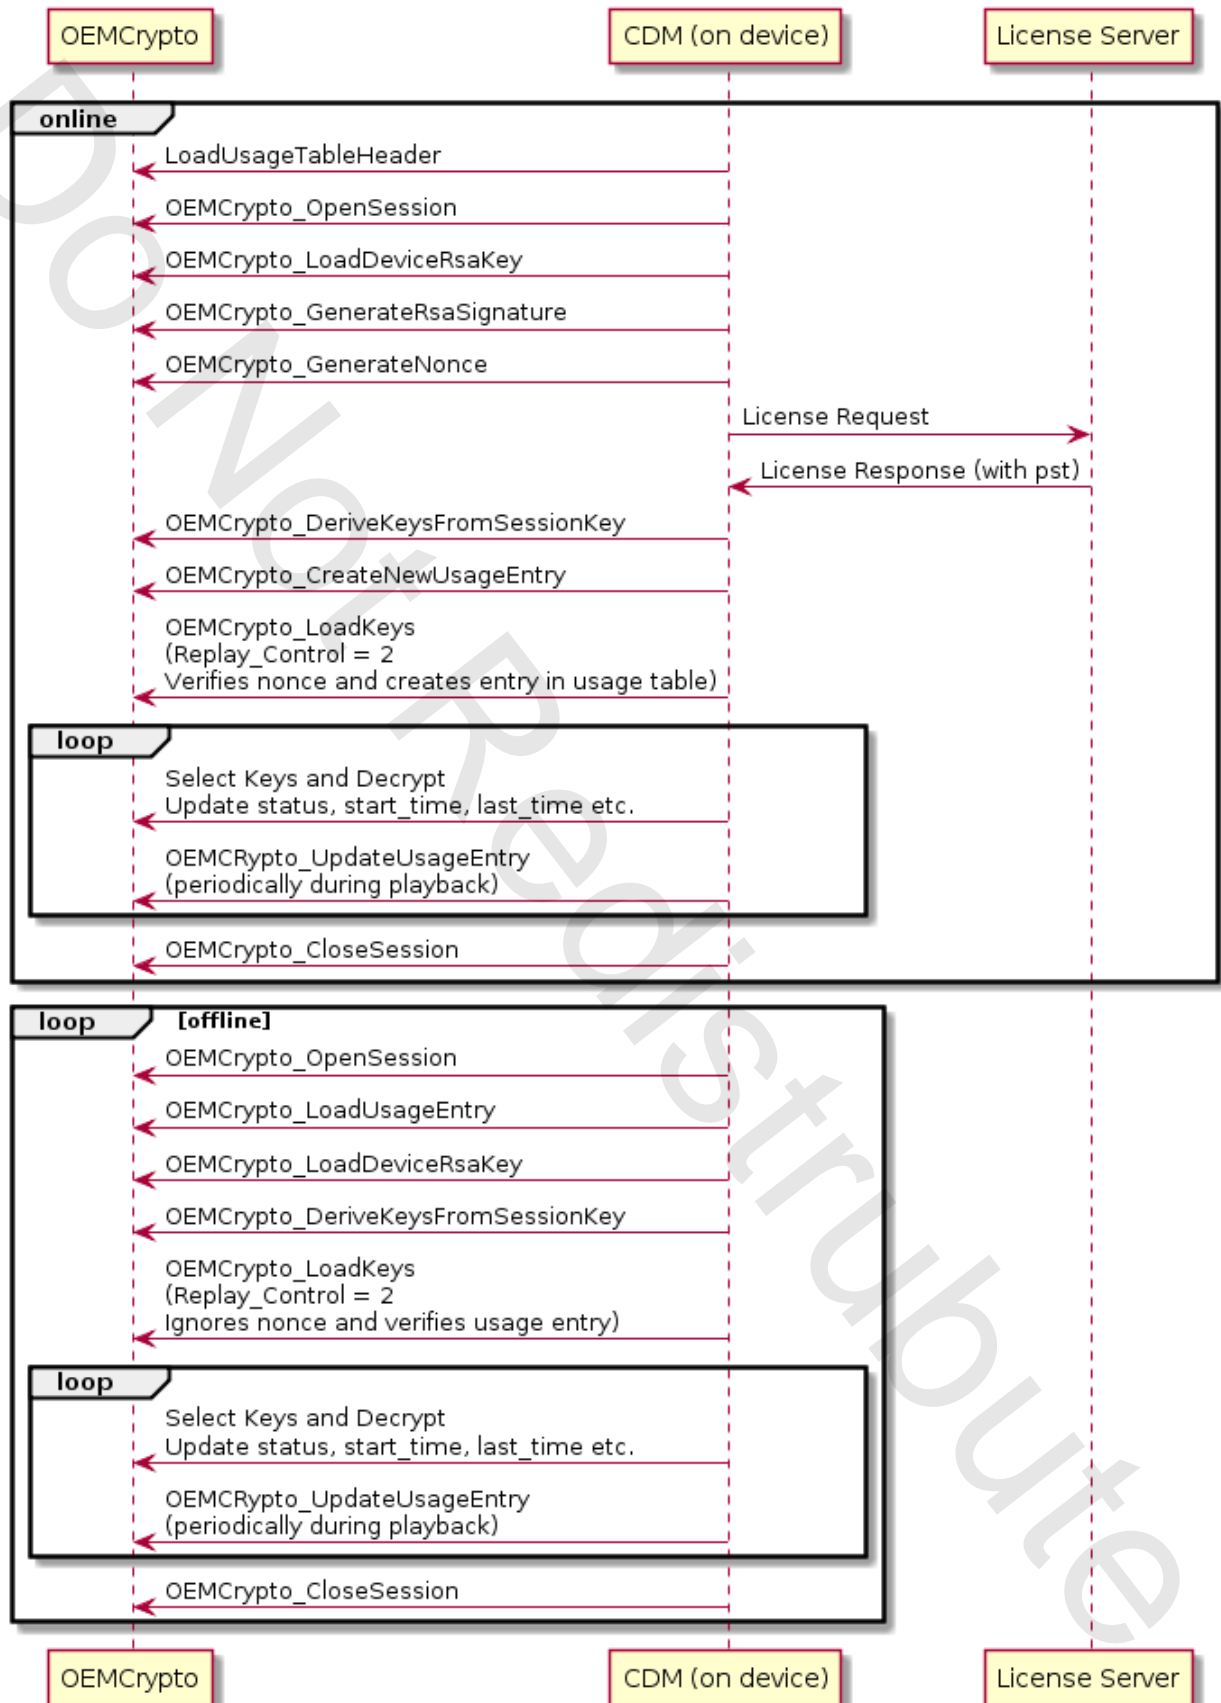 OEMCrypto
CDM (on device)
License Server
online
LoadUsageTableHeader
OEMCrypto_OpenSession
OEMCrypto_LoadDeviceRsaKey
OEMCrypto_GenerateRsaSignature
OEMCrypto_GenerateNonce
License Request
License Response (with pst)
OEMCrypto_DeriveKeysFromSessionKey
OEMCrypto_CreateNewUsageEntry
OEMCrypto_LoadKeys
(Replay_Control = 2
Verifies nonce and creates entry in usage table)
loop
Select Keys and Decrypt
Update status, start_time, last_time etc.
OEMCRypto_UpdateUsageEntry
(periodically during playback)
OEMCrypto_CloseSession
loop [offline]
OEMCrypto_OpenSession
OEMCrypto_LoadUsageEntry
OEMCrypto_LoadDeviceRsaKey
OEMCrypto_DeriveKeysFromSessionKey
OEMCrypto_LoadKeys
(Replay_Control = 2
Ignores nonce and verifies usage entry)
loop
Select Keys and Decrypt
Update status, start_time, last_time etc.
OEMCRypto_UpdateUsageEntry
(periodically during playback)
OEMCrypto_CloseSession
OEMCrypto
CDM (on device)
License Server
Do Not Redistrubute